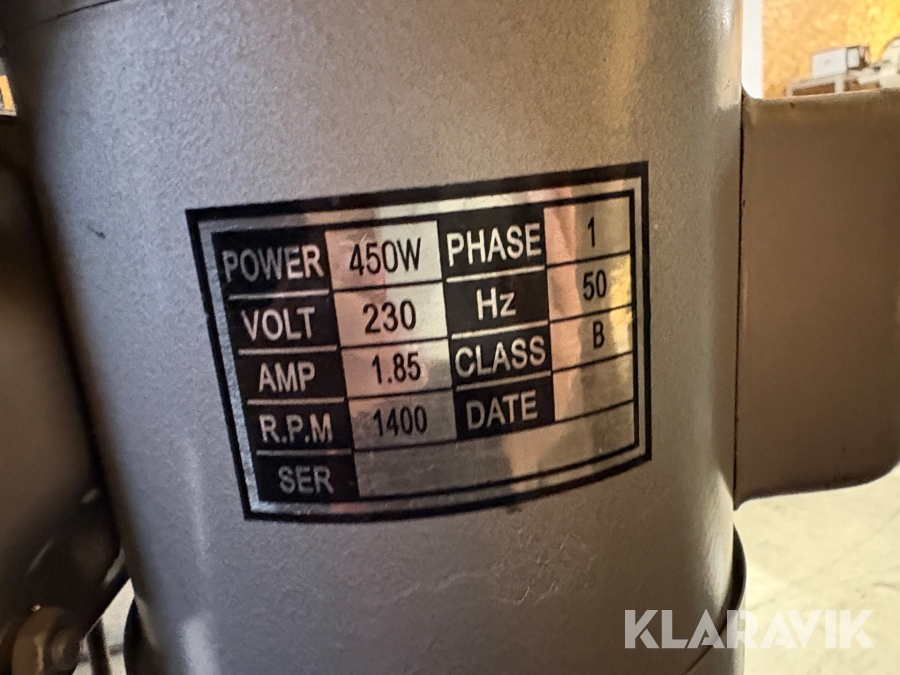 POWER 450W PHASE 1
VOLT 230 Hz 50
AMP 1.85 CLASS B
R.P.M 1400 DATE
SER
KLARAVIK